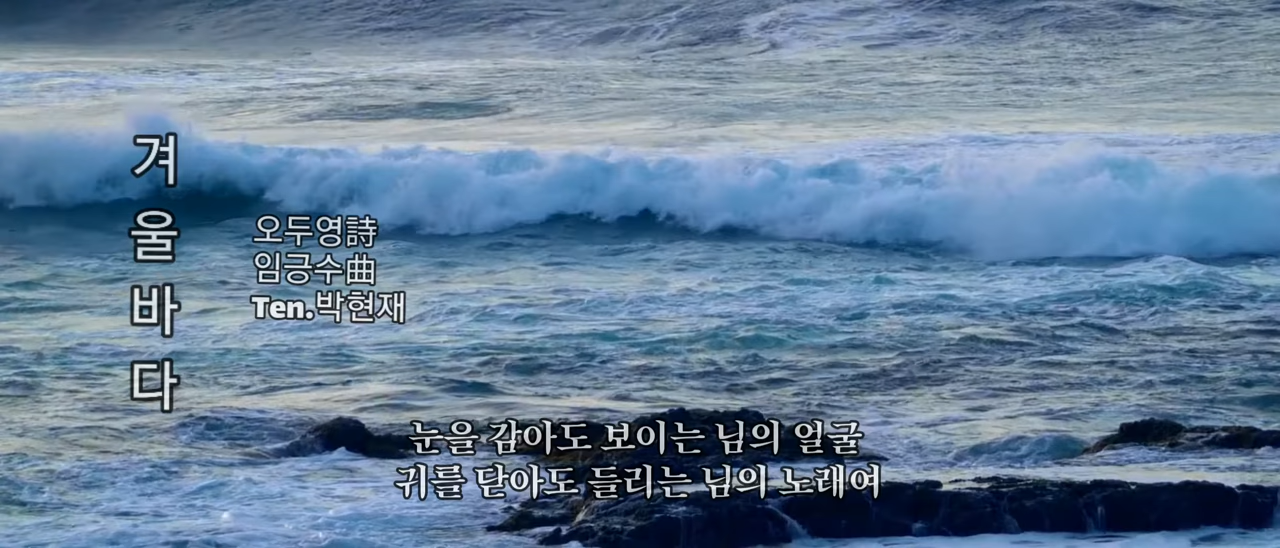 겨울바다
오두영詩
임긍수曲
Ten.박현재
눈을 감아도 보이는 님의 얼굴
귀를 닫아도 들리는 님의 노래여